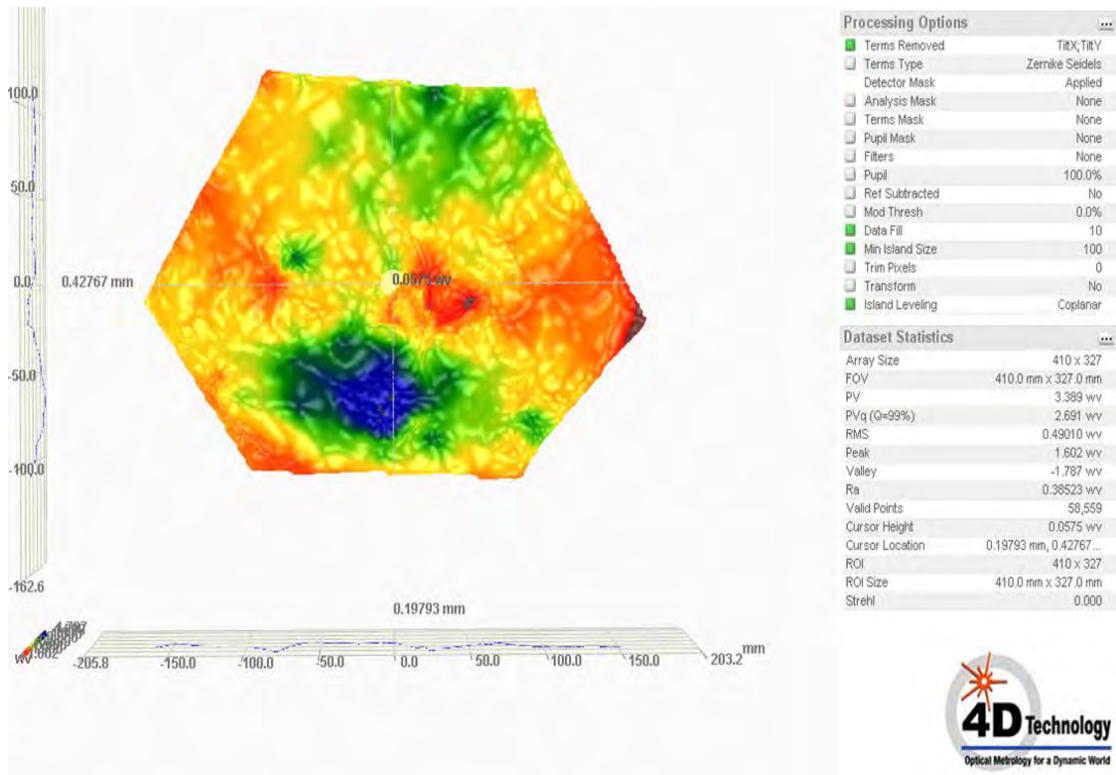 Processing Options ...
Terms Removed TiltX;TiltY
Terms Type Zernike Seidels
Detector Mask Applied
Analysis Mask None
Terms Mask None
Pupil Mask None
Filters None
Pupil 100.0%
Ref Subtracted No
Mod Thresh 0.0%
Data Fill 10
Min Island Size 100
Trim Pixels 0
Transform No
Island Leveling Coplanar
Dataset Statistics ...
Array Size 410 x 327
FOV 410.0 mm x 327.0 mm
PV 3.389 wv
PVq (Q=99%) 2.691 wv
RMS 0.49010 wv
Peak 1.602 wv
Valley -1.787 wv
Ra 0.38523 wv
Valid Points 58,559
Cursor Height 0.0575 wv
Cursor Location 0.19793 mm, 0.42767...
ROI 410 x 327
ROI Size 410.0 mm x 327.0 mm
Strehl 0.000
100.0
50.0
0.0
-50.0
-100.0
-162.6
0.42767 mm
0.0575 wv
0.19793 mm
wv
-205.8 -150.0 -100.0 -50.0 0.0 50.0 100.0 150.0 203.2 mm
4D Technology
Optical Metrology for a Dynamic World